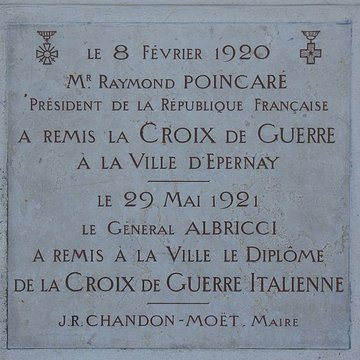 LE 8 FÉVRIER 1920
MR RAYMOND POINCARÉ
PRÉSIDENT DE LA RÉPUBLIQUE FRANÇAISE
A REMIS LA CROIX DE GUERRE
À LA VILLE D'EPERNAY
LE 29 MAI 1921
LE GÉNÉRAL ALBRICCI
A REMIS À LA VILLE LE DIPLÔME
DE LA CROIX DE GUERRE ITALIENNE
J.R. CHANDON-MOËT. MAIRE